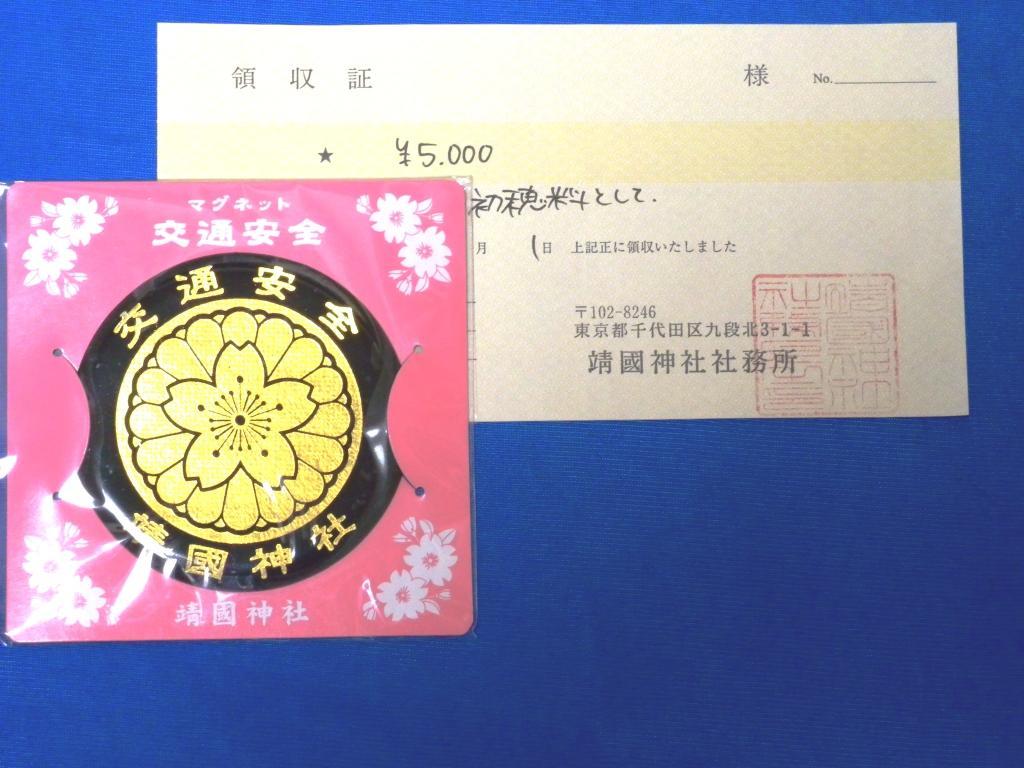 領収証 様 No.
★ ¥5.000
初穂料として.
月 1日 上記正に領収いたしました
〒102-8246
東京都千代田区九段北3-1-1
靖國神社社務所
マグネット
交通安全
交通安全
靖國神社
靖國神社